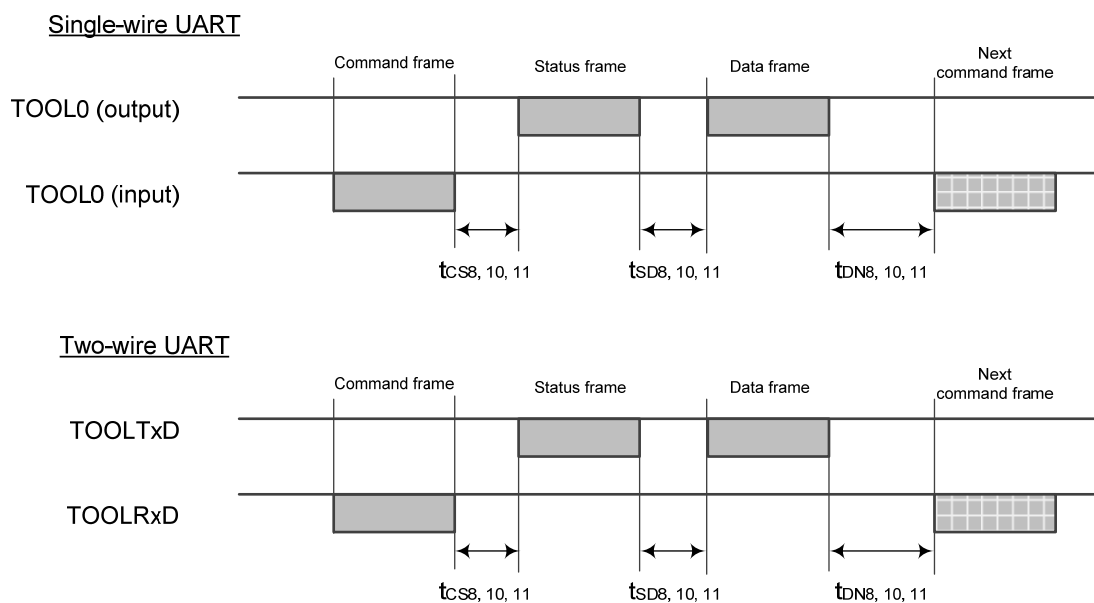 Single-wire UART
Command frame
Status frame
Data frame
Next
command frame
TOOL0 (output)
TOOL0 (input)
tCS8, 10, 11
tSD8, 10, 11
tDN8, 10, 11
Two-wire UART
Command frame
Status frame
Data frame
Next
command frame
TOOLTxD
TOOLRxD
tCS8, 10, 11
tSD8, 10, 11
tDN8, 10, 11